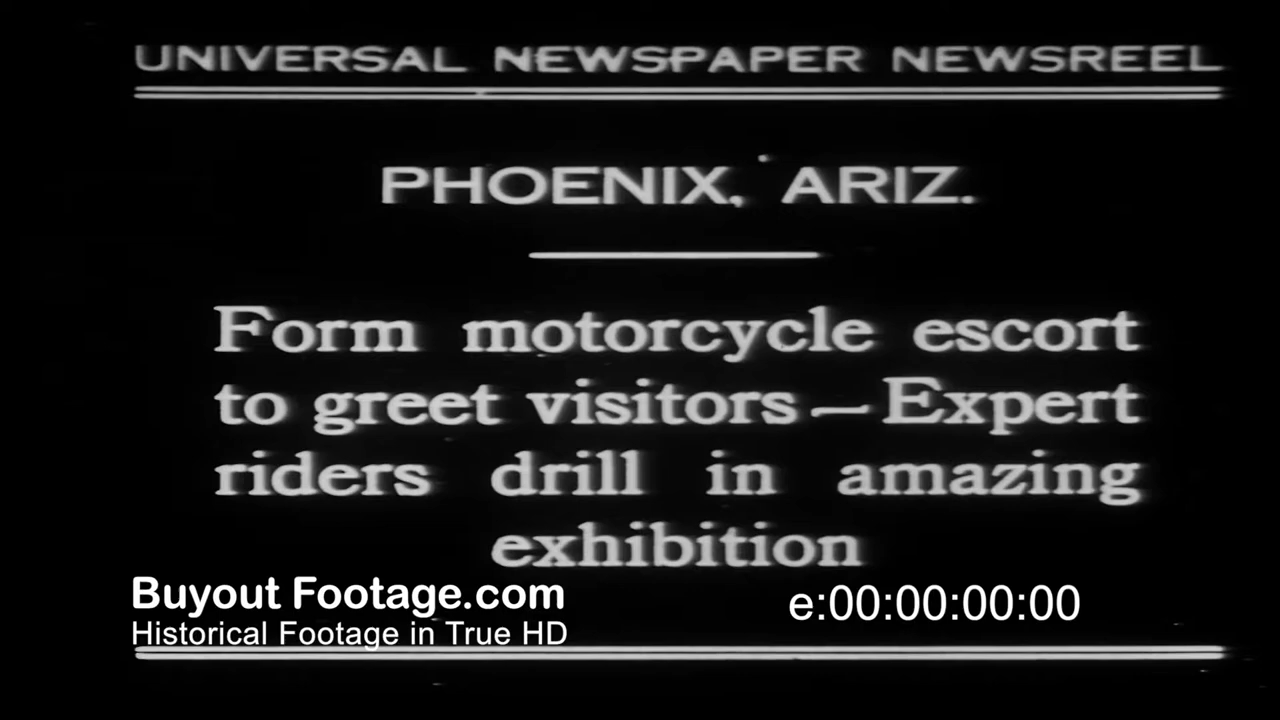 UNIVERSAL NEWSPAPER NEWSREEL
PHOENIX, ARIZ.
Form motorcycle escort
to greet visitors—Expert
riders drill in amazing
exhibition
Buyout Footage.com
e:00:00:00:00
Historical Footage in True HD